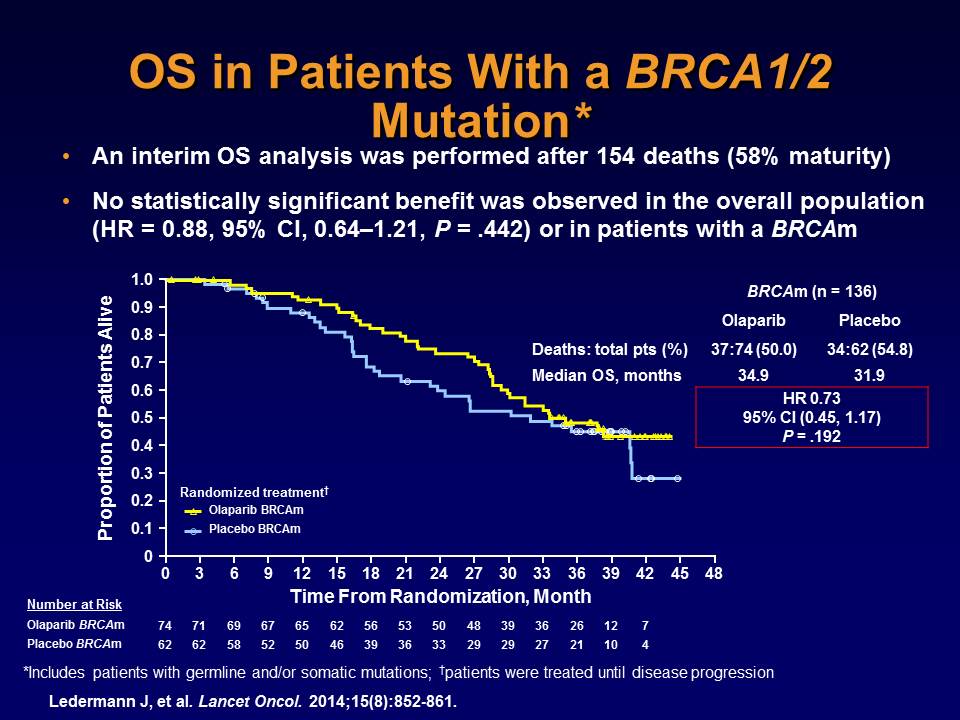 OS in Patients With a BRCA1/2
Mutation*
• An interim OS analysis was performed after 154 deaths (58% maturity)
• No statistically significant benefit was observed in the overall population
(HR = 0.88, 95% CI, 0.64–1.21, P = .442) or in patients with a BRCAm
BRCAm (n = 136)
Olaparib Placebo
Deaths: total pts (%) 37:74 (50.0) 34:62 (54.8)
Median OS, months 34.9 31.9
HR 0.73
95% CI (0.45, 1.17)
P = .192
Proportion of Patients Alive
1.0
0.9
0.8
0.7
0.6
0.5
0.4
0.3
0.2
0.1
0
Randomized treatment†
Olaparib BRCAm
Placebo BRCAm
0 3 6 9 12 15 18 21 24 27 30 33 36 39 42 45 48
Time From Randomization, Month
Number at Risk
Olaparib BRCAm 74 71 69 67 65 62 56 53 50 48 39 36 26 12 7
Placebo BRCAm 62 62 58 52 50 46 39 36 33 29 29 27 21 10 4
*Includes patients with germline and/or somatic mutations; †patients were treated until disease progression
Ledermann J, et al. Lancet Oncol. 2014;15(8):852-861.